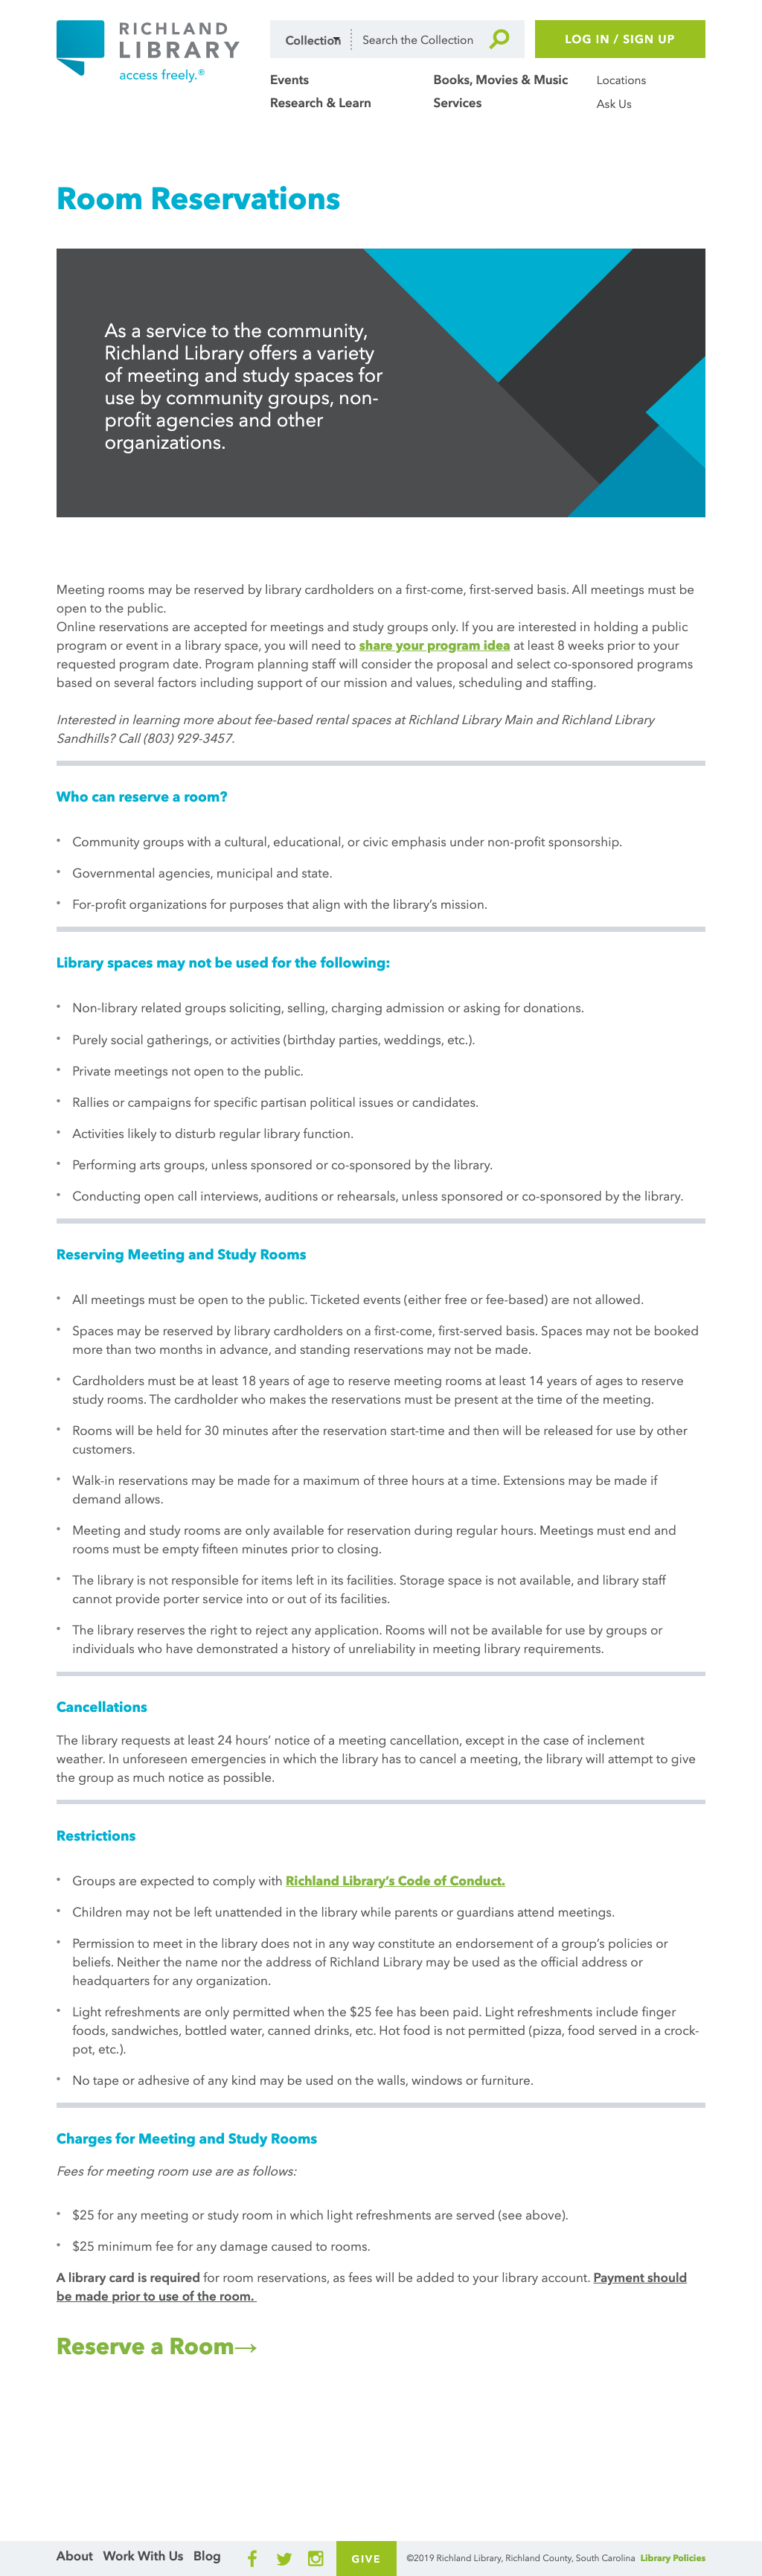 RICHLAND
LIBRARY
access freely.®
Collection
Search the Collection
LOG IN / SIGN UP
Events
Books, Movies & Music
Locations
Research & Learn
Services
Ask Us
Room Reservations
As a service to the community,
Richland Library offers a variety
of meeting and study spaces for
use by community groups, non-
profit agencies and other
organizations.
Meeting rooms may be reserved by library cardholders on a first-come, first-served basis. All meetings must be
open to the public.
Online reservations are accepted for meetings and study groups only. If you are interested in holding a public
program or event in a library space, you will need to share your program idea at least 8 weeks prior to your
requested program date. Program planning staff will consider the proposal and select co-sponsored programs
based on several factors including support of our mission and values, scheduling and staffing.
Interested in learning more about fee-based rental spaces at Richland Library Main and Richland Library
Sandhills? Call (803) 929-3457.
Who can reserve a room?
• Community groups with a cultural, educational, or civic emphasis under non-profit sponsorship.
• Governmental agencies, municipal and state.
• For-profit organizations for purposes that align with the library’s mission.
Library spaces may not be used for the following:
• Non-library related groups soliciting, selling, charging admission or asking for donations.
• Purely social gatherings, or activities (birthday parties, weddings, etc.).
• Private meetings not open to the public.
• Rallies or campaigns for specific partisan political issues or candidates.
• Activities likely to disturb regular library function.
• Performing arts groups, unless sponsored or co-sponsored by the library.
• Conducting open call interviews, auditions or rehearsals, unless sponsored or co-sponsored by the library.
Reserving Meeting and Study Rooms
• All meetings must be open to the public. Ticketed events (either free or fee-based) are not allowed.
• Spaces may be reserved by library cardholders on a first-come, first-served basis. Spaces may not be booked
more than two months in advance, and standing reservations may not be made.
• Cardholders must be at least 18 years of age to reserve meeting rooms at least 14 years of ages to reserve
study rooms. The cardholder who makes the reservations must be present at the time of the meeting.
• Rooms will be held for 30 minutes after the reservation start-time and then will be released for use by other
customers.
• Walk-in reservations may be made for a maximum of three hours at a time. Extensions may be made if
demand allows.
• Meeting and study rooms are only available for reservation during regular hours. Meetings must end and
rooms must be empty fifteen minutes prior to closing.
• The library is not responsible for items left in its facilities. Storage space is not available, and library staff
cannot provide porter service into or out of its facilities.
• The library reserves the right to reject any application. Rooms will not be available for use by groups or
individuals who have demonstrated a history of unreliability in meeting library requirements.
Cancellations
The library requests at least 24 hours’ notice of a meeting cancellation, except in the case of inclement
weather. In unforeseen emergencies in which the library has to cancel a meeting, the library will attempt to give
the group as much notice as possible.
Restrictions
• Groups are expected to comply with Richland Library’s Code of Conduct.
• Children may not be left unattended in the library while parents or guardians attend meetings.
• Permission to meet in the library does not in any way constitute an endorsement of a group’s policies or
beliefs. Neither the name nor the address of Richland Library may be used as the official address or
headquarters for any organization.
• Light refreshments are only permitted when the $25 fee has been paid. Light refreshments include finger
foods, sandwiches, bottled water, canned drinks, etc. Hot food is not permitted (pizza, food served in a crock-
pot, etc.).
• No tape or adhesive of any kind may be used on the walls, windows or furniture.
Charges for Meeting and Study Rooms
Fees for meeting room use are as follows:
• $25 for any meeting or study room in which light refreshments are served (see above).
• $25 minimum fee for any damage caused to rooms.
A library card is required for room reservations, as fees will be added to your library account. Payment should
be made prior to use of the room.
Reserve a Room→
About Work With Us Blog
GIVE
©2019 Richland Library, Richland County, South Carolina Library Policies